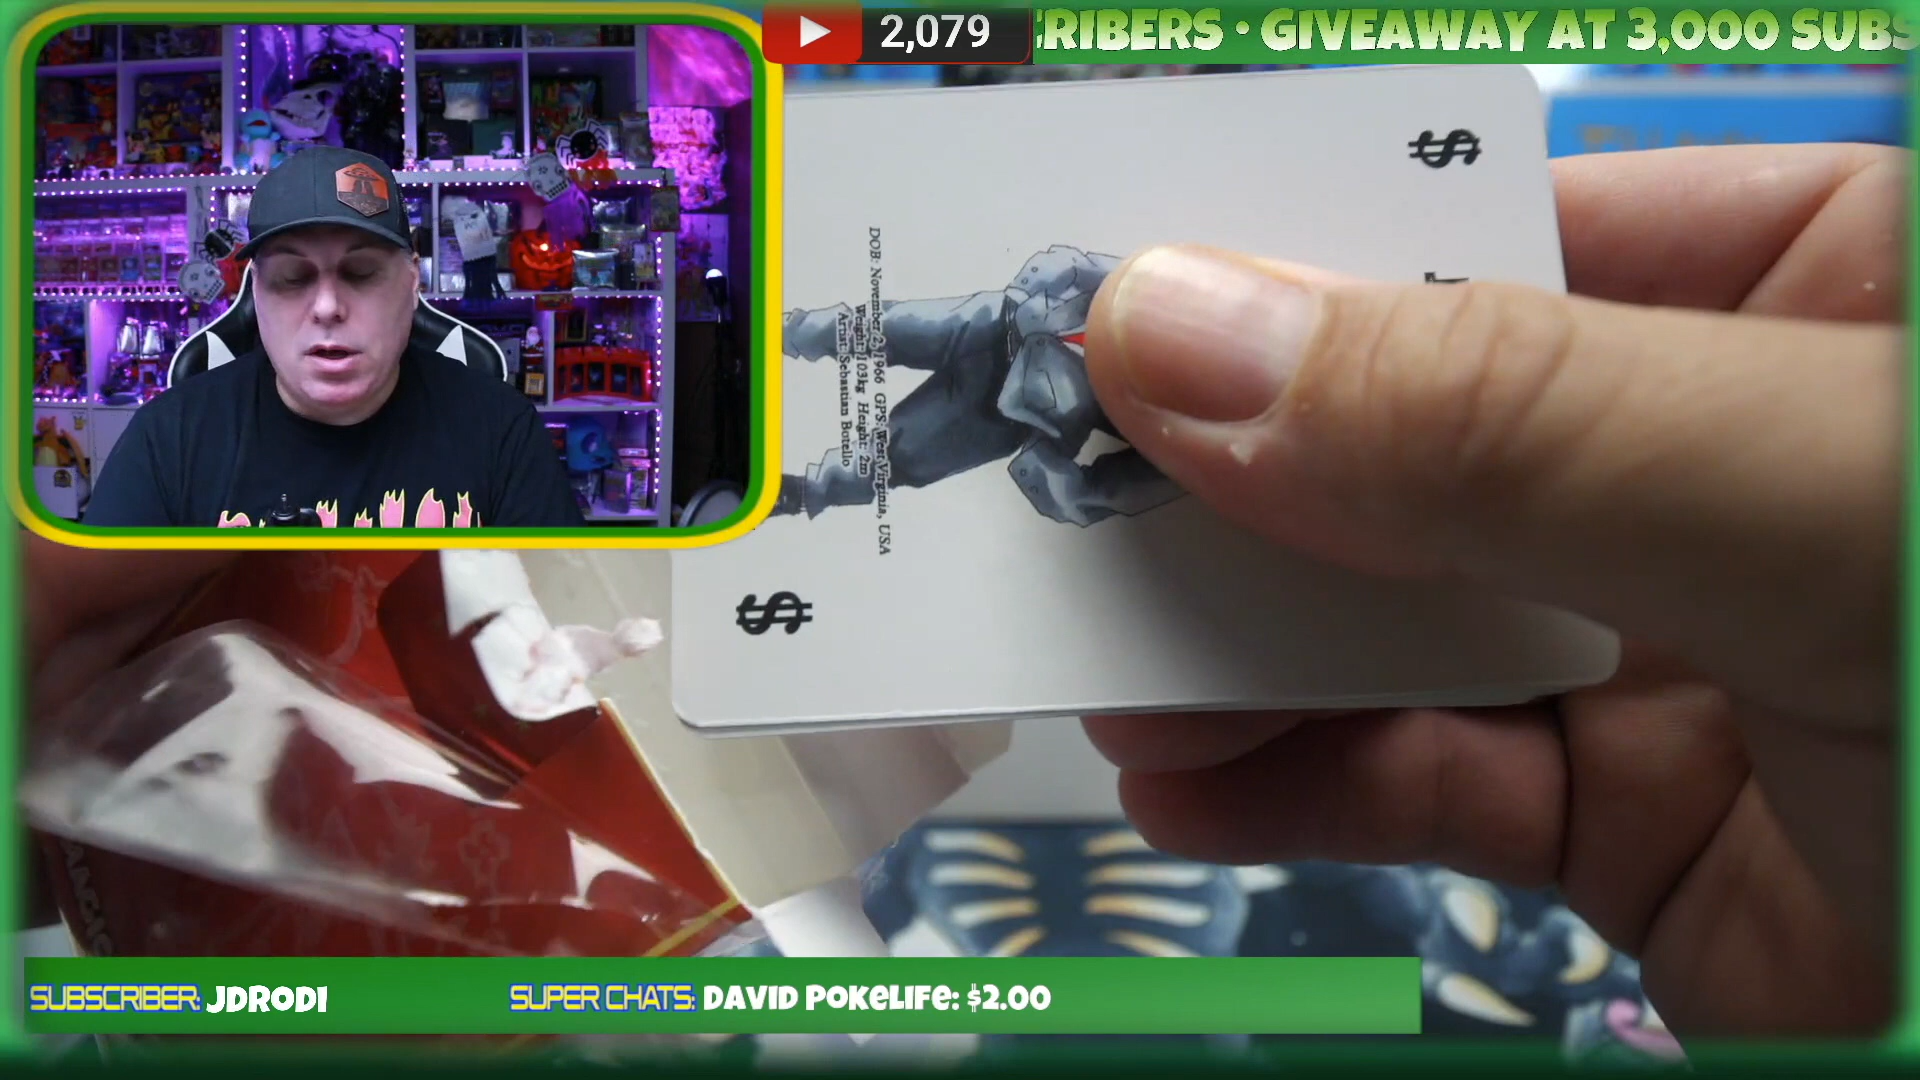 2,079
RIBERS • GIVEAWAY AT 3,000 SUBS
$
DOB: November 2, 1966 GPS: West Virginia, USA
Weight: 103kg Height: 2m
Artist: Sebastian Botello
$
SUBSCRIBER: JDRODI
SUPER CHATS: DAVID POKELIFE: $2.00